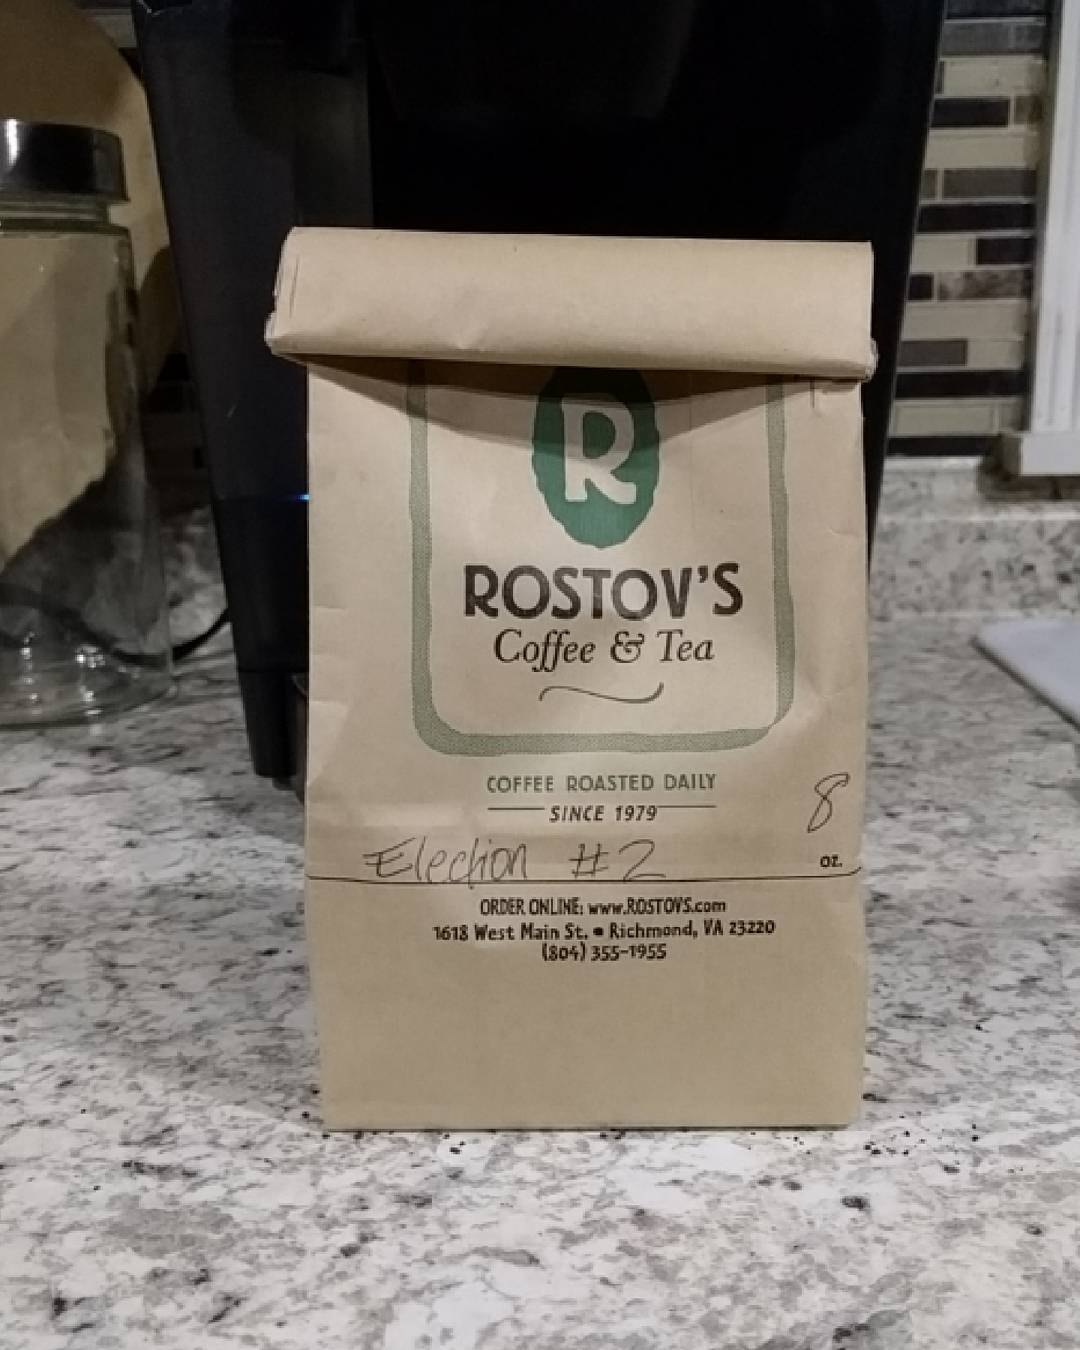 R
ROSTOV'S
Coffee & Tea
COFFEE ROASTED DAILY
SINCE 1979
8
Election #2
OZ.
ORDER ONLINE: www.ROSTOVS.com
1618 West Main St. • Richmond, VA 23220
(804) 355-1955